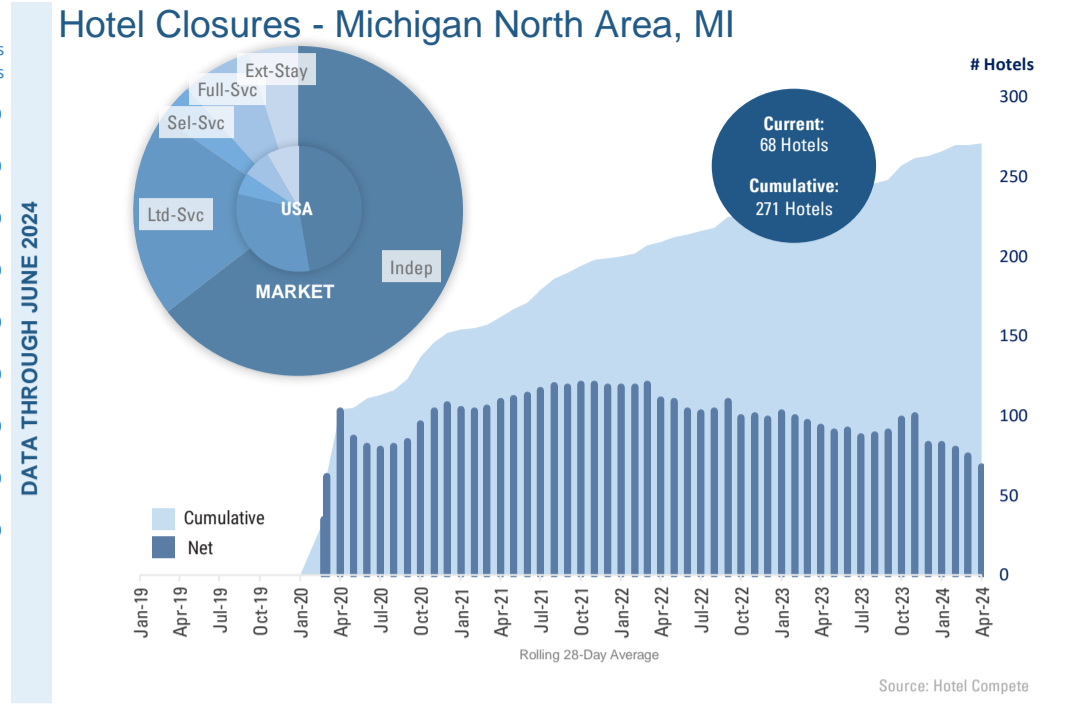 Hotel Closures - Michigan North Area, MI
s
s
DATA THROUGH JUNE 2024
Ext-Stay
Full-Svc
Sel-Svc
Ltd-Svc
USA
Indep
MARKET
Current:
68 Hotels
Cumulative:
271 Hotels
# Hotels
300
250
200
150
100
50
0
Cumulative
Net
Jan-19
Apr-19
Jul-19
Oct-19
Jan-20
Apr-20
Jul-20
Oct-20
Jan-21
Apr-21
Jul-21
Oct-21
Jan-22
Apr-22
Jul-22
Oct-22
Jan-23
Apr-23
Jul-23
Oct-23
Jan-24
Apr-24
Rolling 28-Day Average
Source: Hotel Compete